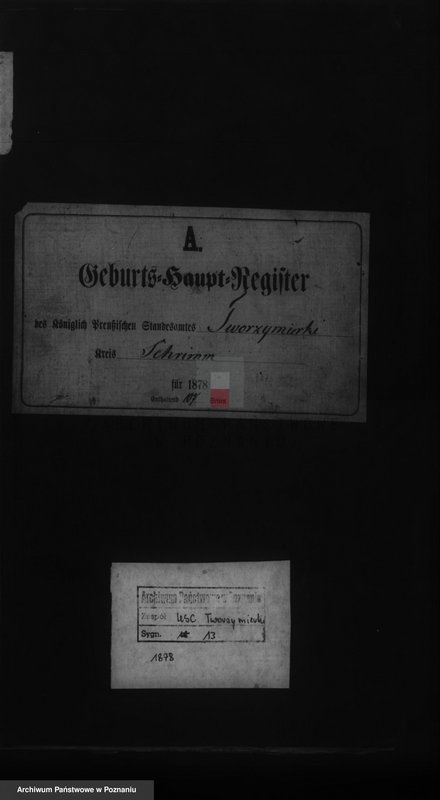 A.
Geburts-Haupt-Register
des Königlich Preußischen Standesamtes Tworzymirki
Kreis Schrimm
für 1878
Enthaltend 107 Seiten
Archiwum Państwowe w Poznaniu
Zespół USC Tworzymirki
Sygn. 13
1878
Archiwum Państwowe w Poznaniu